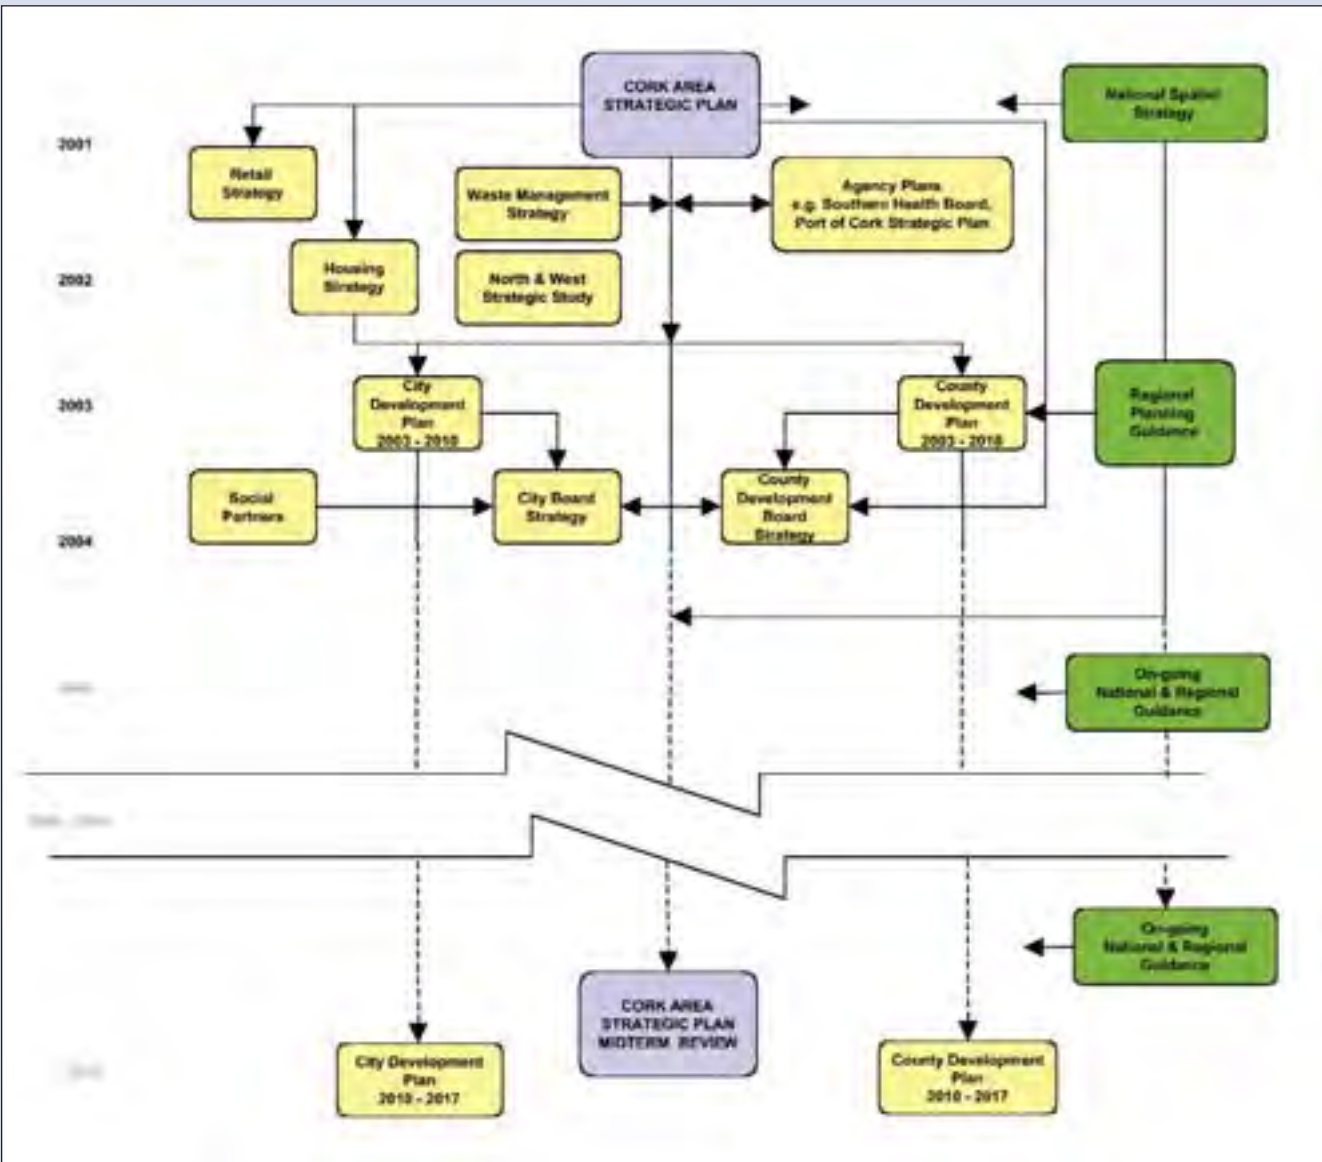 CORK AREA
STRATEGIC PLAN
National Spatial
Strategy
2001
Retail
Strategy
Waste Management
Strategy
Agency Plans
e.g. Southern Health Board,
Port of Cork Strategic Plan
2002
Housing
Strategy
North & West
Strategic Study
2003
City
Development
Plan
2003 - 2010
County
Development
Plan
2003 - 2010
Regional
Planning
Guidance
Social
Partners
City Board
Strategy
County
Development
Board
Strategy
2004
On-going
National & Regional
Guidance
On-going
National & Regional
Guidance
CORK AREA
STRATEGIC PLAN
MIDTERM REVIEW
City Development
Plan
2010 - 2017
County Development
Plan
2010 - 2017